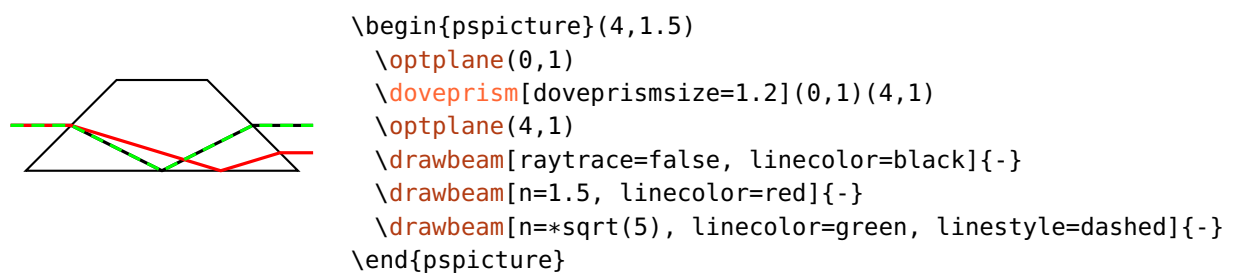 \begin{pspicture}(4,1.5)
\optplane(0,1)
\doveprism[doveprismsize=1.2](0,1)(4,1)
\optplane(4,1)
\drawbeam[raytrace=false, linecolor=black]{-}
\drawbeam[n=1.5, linecolor=red]{-}
\drawbeam[n=*sqrt(5), linecolor=green, linestyle=dashed]{-}
\end{pspicture}